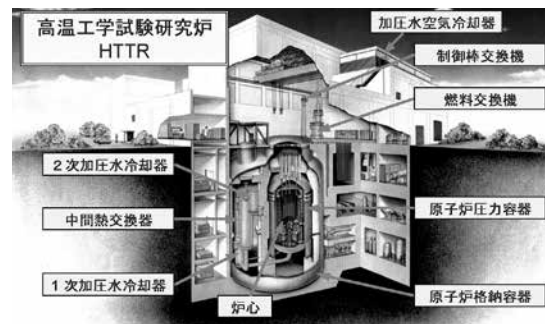 高温工学試験研究炉
HTTR
加圧水空気冷却器
制御棒交換機
燃料交換機
2次加圧水冷却器
中間熱交換器
1次加圧水冷却器
炉心
原子炉圧力容器
原子炉格納容器